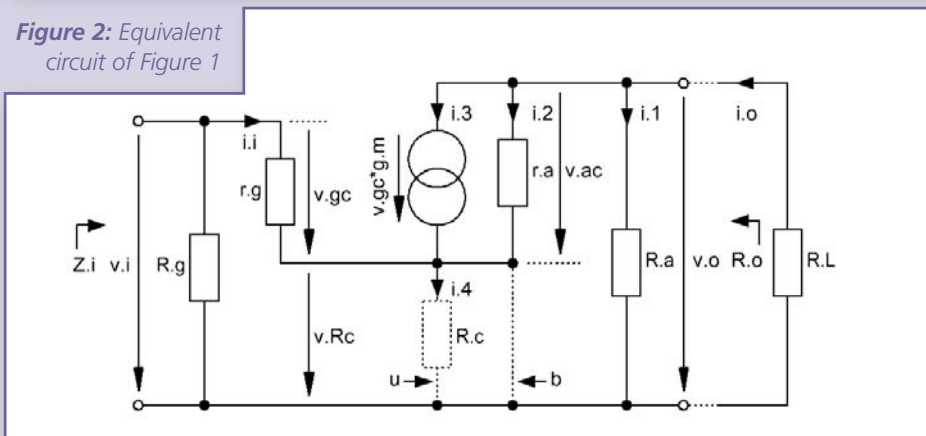 Figure 2: Equivalent
circuit of Figure 1
i.i
r.g
v.gc
v.gc*g.m
i.3
i.2
r.a
v.ac
i.1
i.o
Z.i
v.i
R.g
v.Rc
i.4
R.c
R.a
v.o
R.o
R.L
u
b